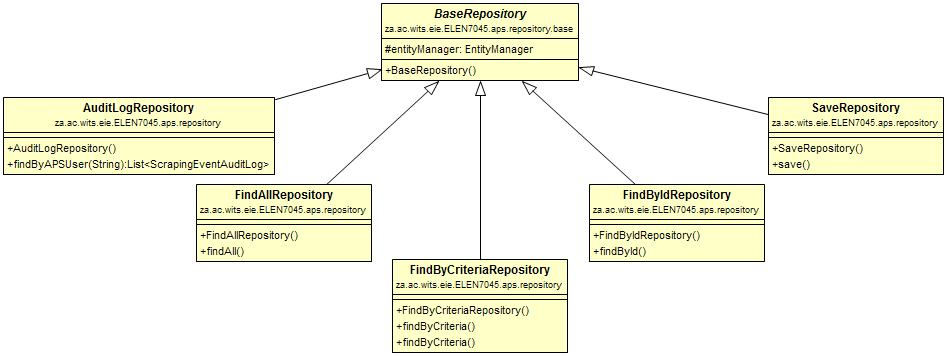 BaseRepository
za.ac.wits.eie.ELEN7045.aps.repository.base
#entityManager: EntityManager
+BaseRepository()
AuditLogRepository
za.ac.wits.eie.ELEN7045.aps.repository
+AuditLogRepository()
+findByAPSUser(String):List<ScrapingEventAuditLog>
SaveRepository
za.ac.wits.eie.ELEN7045.aps.repository
+SaveRepository()
+save()
FindAllRepository
za.ac.wits.eie.ELEN7045.aps.repository
+FindAllRepository()
+findAll()
FindByIdRepository
za.ac.wits.eie.ELEN7045.aps.repository
+FindByIdRepository()
+findById()
FindByCriteriaRepository
za.ac.wits.eie.ELEN7045.aps.repository
+FindByCriteriaRepository()
+findByCriteria()
+findByCriteria()